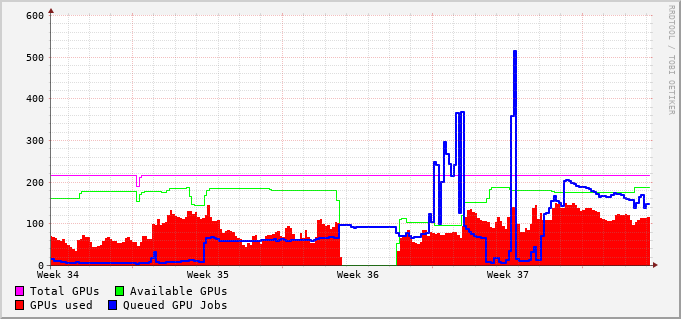 600
500
400
300
200
100
0
Week 34 Week 35 Week 36 Week 37
Total GPUs Available GPUs
GPUs used Queued GPU Jobs
RRDTOOL / TOBI OETIKER